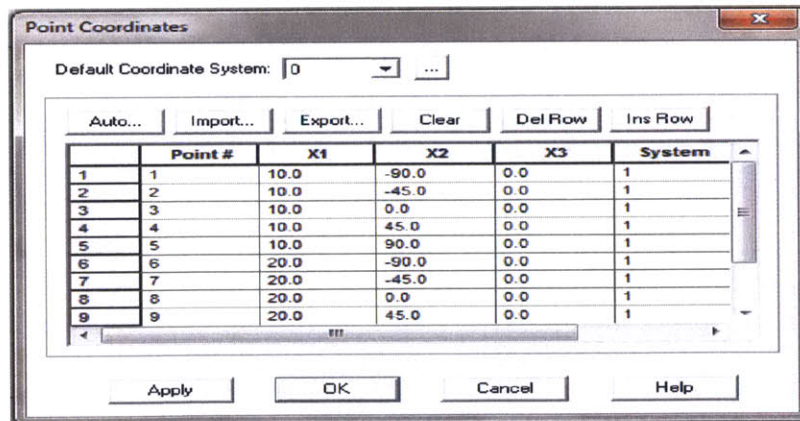 Point Coordinates
Default Coordinate System: 0 ...
Auto... Import... Export... Clear Del Row Ins Row
Point # X1 X2 X3 System
1 1 10.0 -90.0 0.0 1
2 2 10.0 -45.0 0.0 1
3 3 10.0 0.0 0.0 1
4 4 10.0 45.0 0.0 1
5 5 10.0 90.0 0.0 1
6 6 20.0 -90.0 0.0 1
7 7 20.0 -45.0 0.0 1
8 8 20.0 0.0 0.0 1
9 9 20.0 45.0 0.0 1
Apply OK Cancel Help